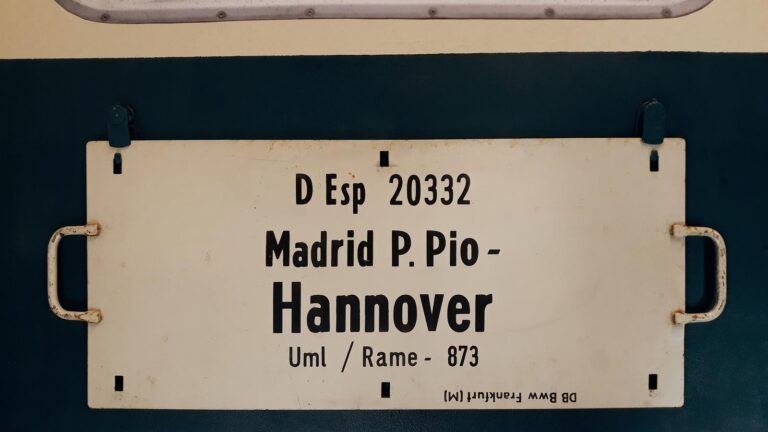 D Esp 20332
Madrid P. Pio -
Hannover
Uml / Rame - 873
DB Bww Frankfurt (M)